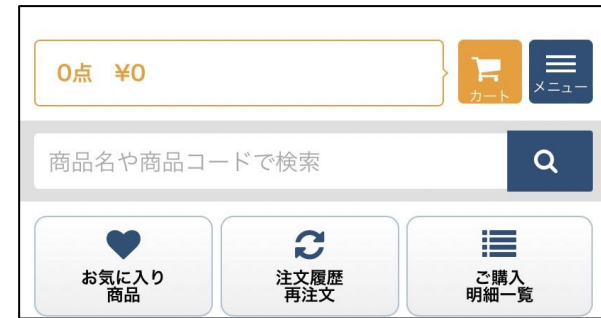 0点 ¥0
カート
メニュー
商品名や商品コードで検索
お気に入り
商品
注文履歴
再注文
ご購入
明細一覧